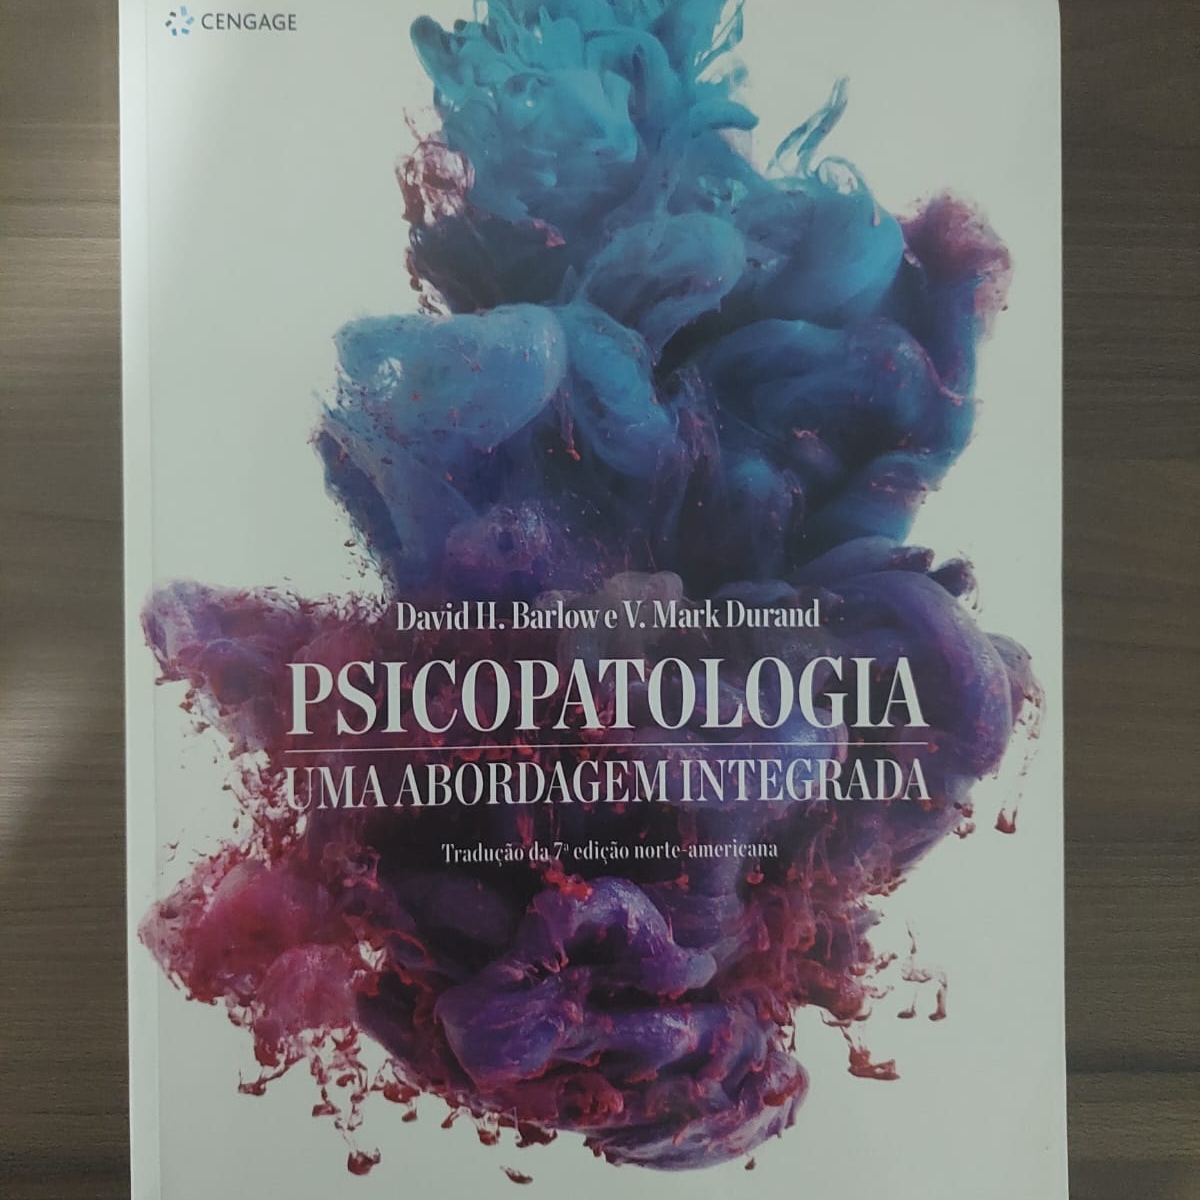 CENGAGE
David H. Barlow e V. Mark Durand
PSICOPATOLOGIA
UMA ABORDAGEM INTEGRADA
Tradução da 7ª edição norte-americana